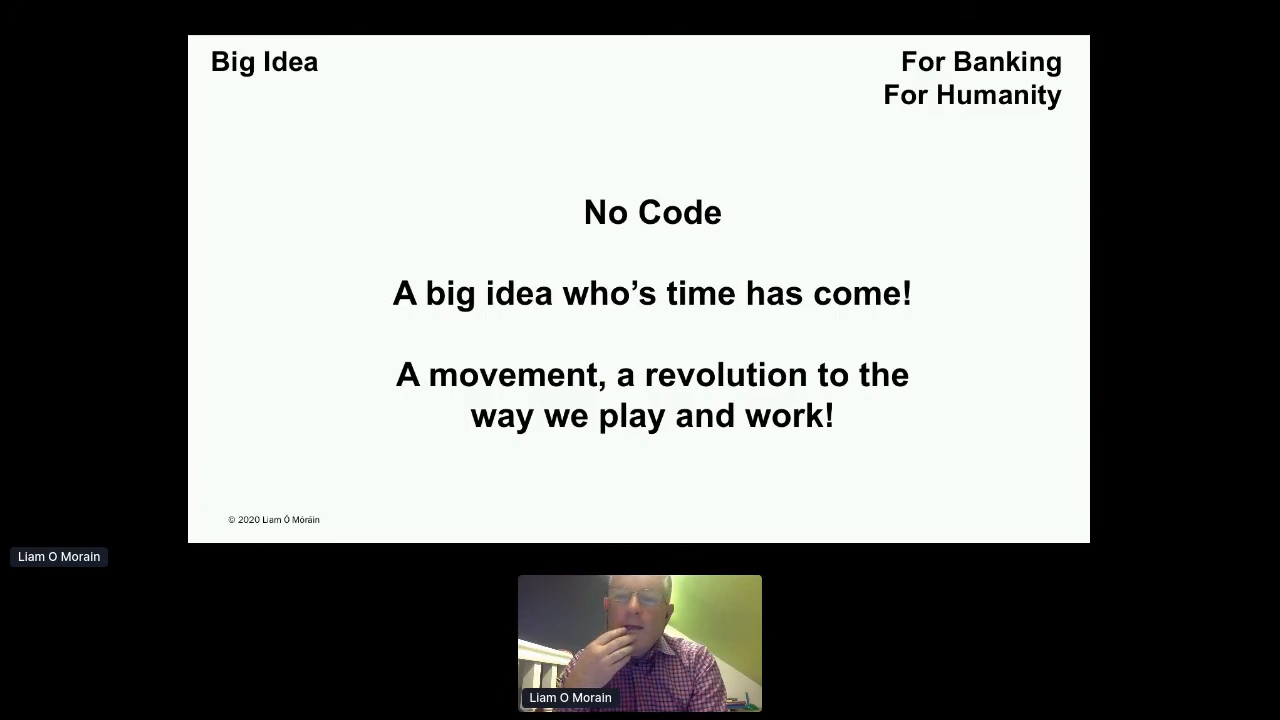 Big Idea
For Banking
For Humanity
No Code
A big idea who’s time has come!
A movement, a revolution to the
way we play and work!
© 2020 Liam Ó Móráin
Liam O Morain
Liam O Morain